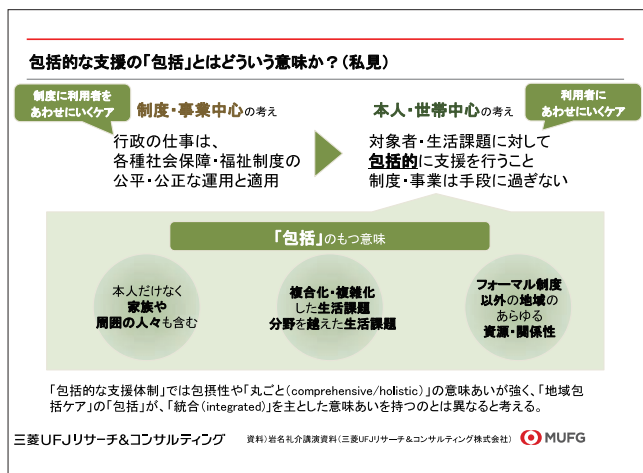 包括的な支援の「包括」とはどういう意味か？(私見)
制度に利用者を
あわせにいくケア
制度・事業中心の考え
本人・世帯中心の考え
利用者に
あわせにいくケア
行政の仕事は、
各種社会保障・福祉制度の
公平・公正な運用と適用
対象者・生活課題に対して
包括的に支援を行うこと
制度・事業は手段に過ぎない
「包括」のもつ意味
本人だけなく
家族や
周囲の人々も含む
複合化・複雑化
した生活課題
分野を越えた生活課題
フォーマル制度
以外の地域の
あらゆる
資源・関係性
「包括的な支援体制」では包摂性や「丸ごと(comprehensive/holistic)」の意味あいが強く、「地域包
括ケア」の「包括」が、「統合(integrated)」を主とした意味あいを持つのとは異なると考える。
三菱UFJリサーチ&コンサルティング
資料)岩名礼介講演資料(三菱UFJリサーチ&コンサルティング株式会社)
MUFG